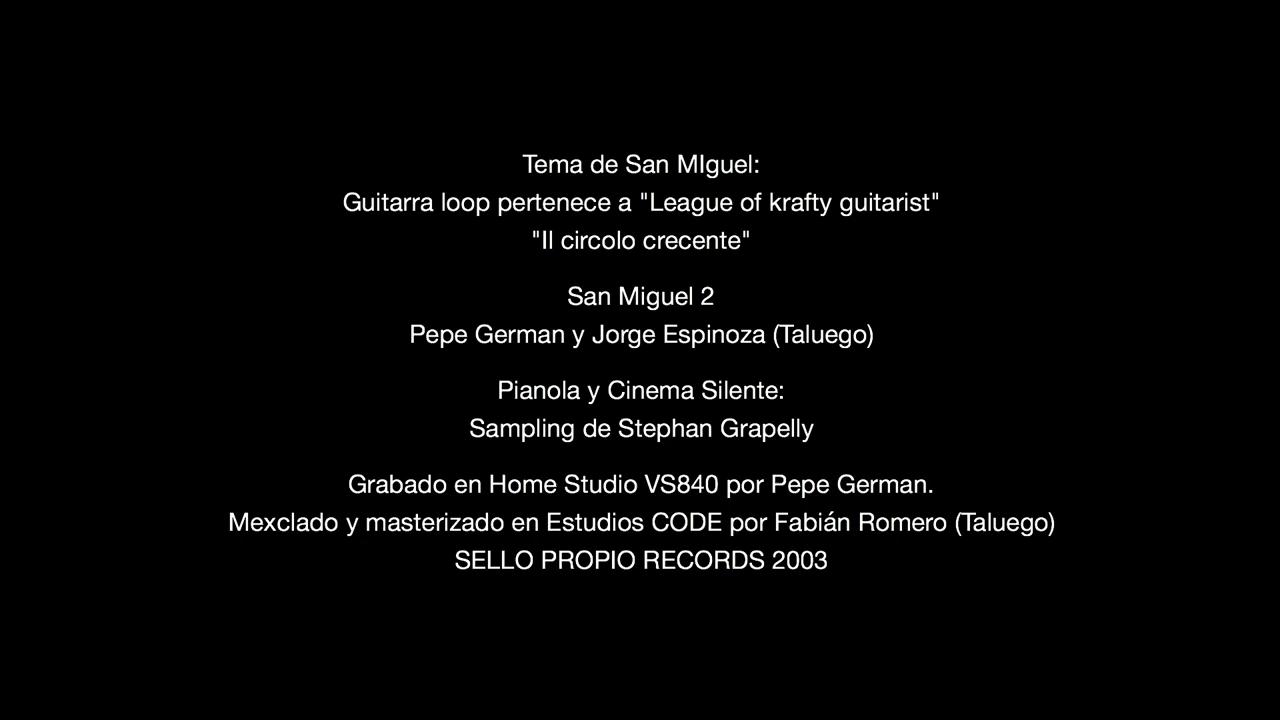 Tema de San MIguel:
Guitarra loop pertenece a "League of krafty guitarist"
"Il circolo crecente"
San Miguel 2
Pepe German y Jorge Espinoza (Taluego)
Pianola y Cinema Silente:
Sampling de Stephan Grapelly
Grabado en Home Studio VS840 por Pepe German.
Mexclado y masterizado en Estudios CODE por Fabián Romero (Taluego)
SELLO PROPIO RECORDS 2003